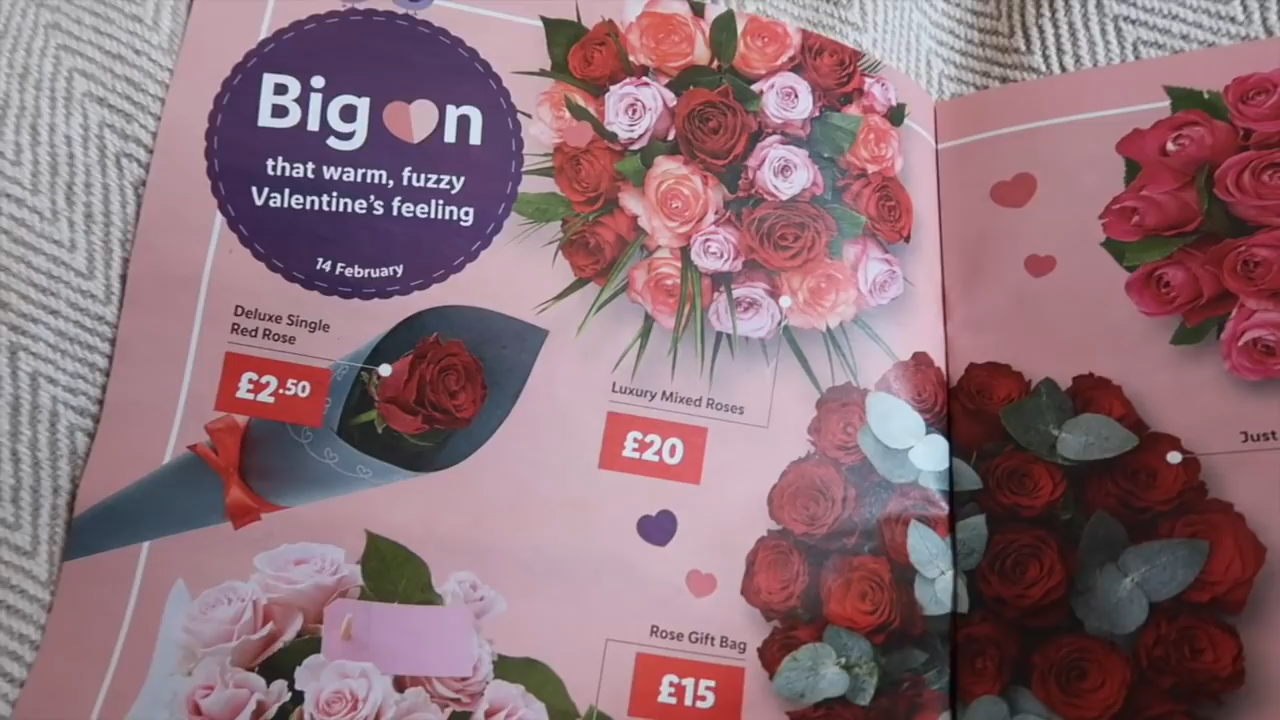 Big on
that warm, fuzzy
Valentine's feeling
14 February
Deluxe Single
Red Rose
£2.50
Luxury Mixed Roses
£20
Just
Rose Gift Bag
£15